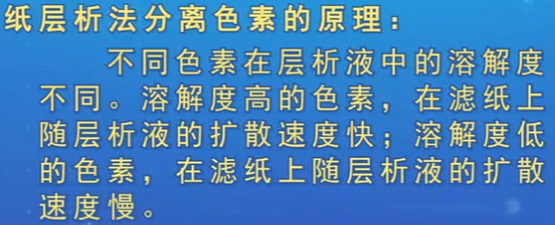 纸层析法分离色素的原理：
不同色素在层析液中的溶解度
不同。溶解度高的色素，在滤纸上
随层析液的扩散速度快；溶解度低
的色素，在滤纸上随层析液的扩散
速度慢。